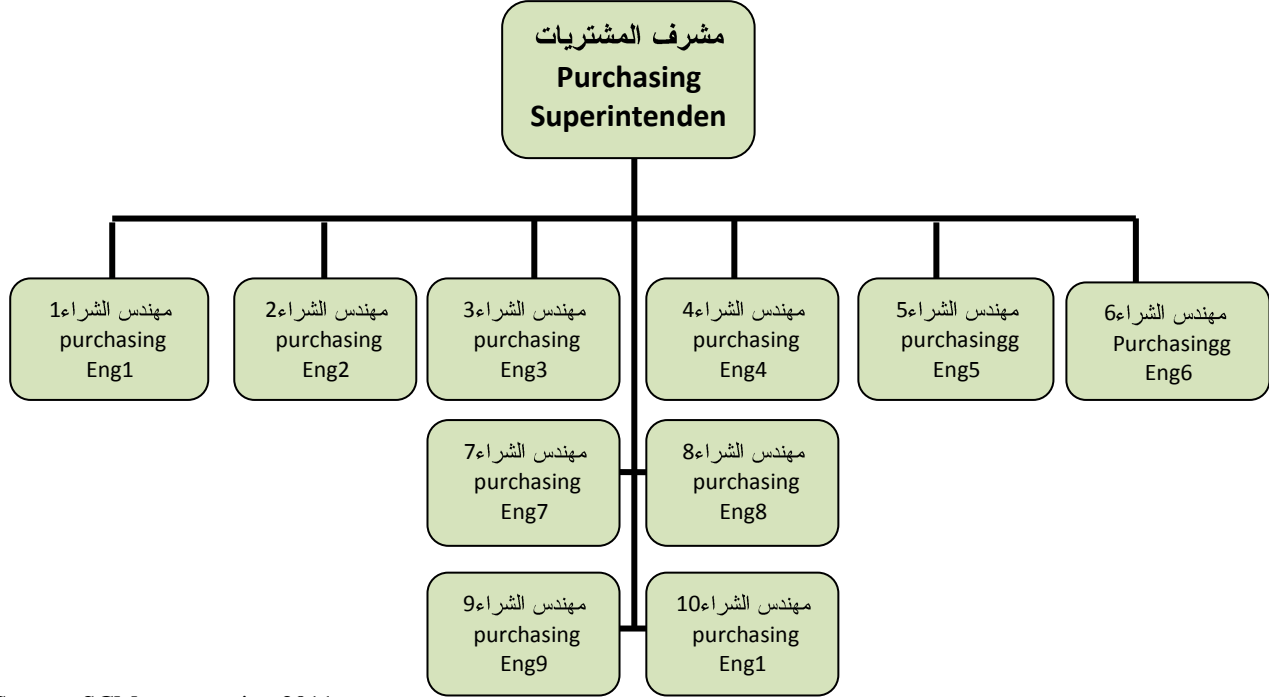 مشرف المشتريات
Purchasing
Superintenden
مهندس الشراء1
purchasing
Eng1
مهندس الشراء2
purchasing
Eng2
مهندس الشراء3
purchasing
Eng3
مهندس الشراء4
purchasing
Eng4
مهندس الشراء5
purchasingg
Eng5
مهندس الشراء6
Purchasingg
Eng6
مهندس الشراء7
purchasing
Eng7
مهندس الشراء8
purchasing
Eng8
مهندس الشراء9
purchasing
Eng9
مهندس الشراء10
purchasing
Eng1